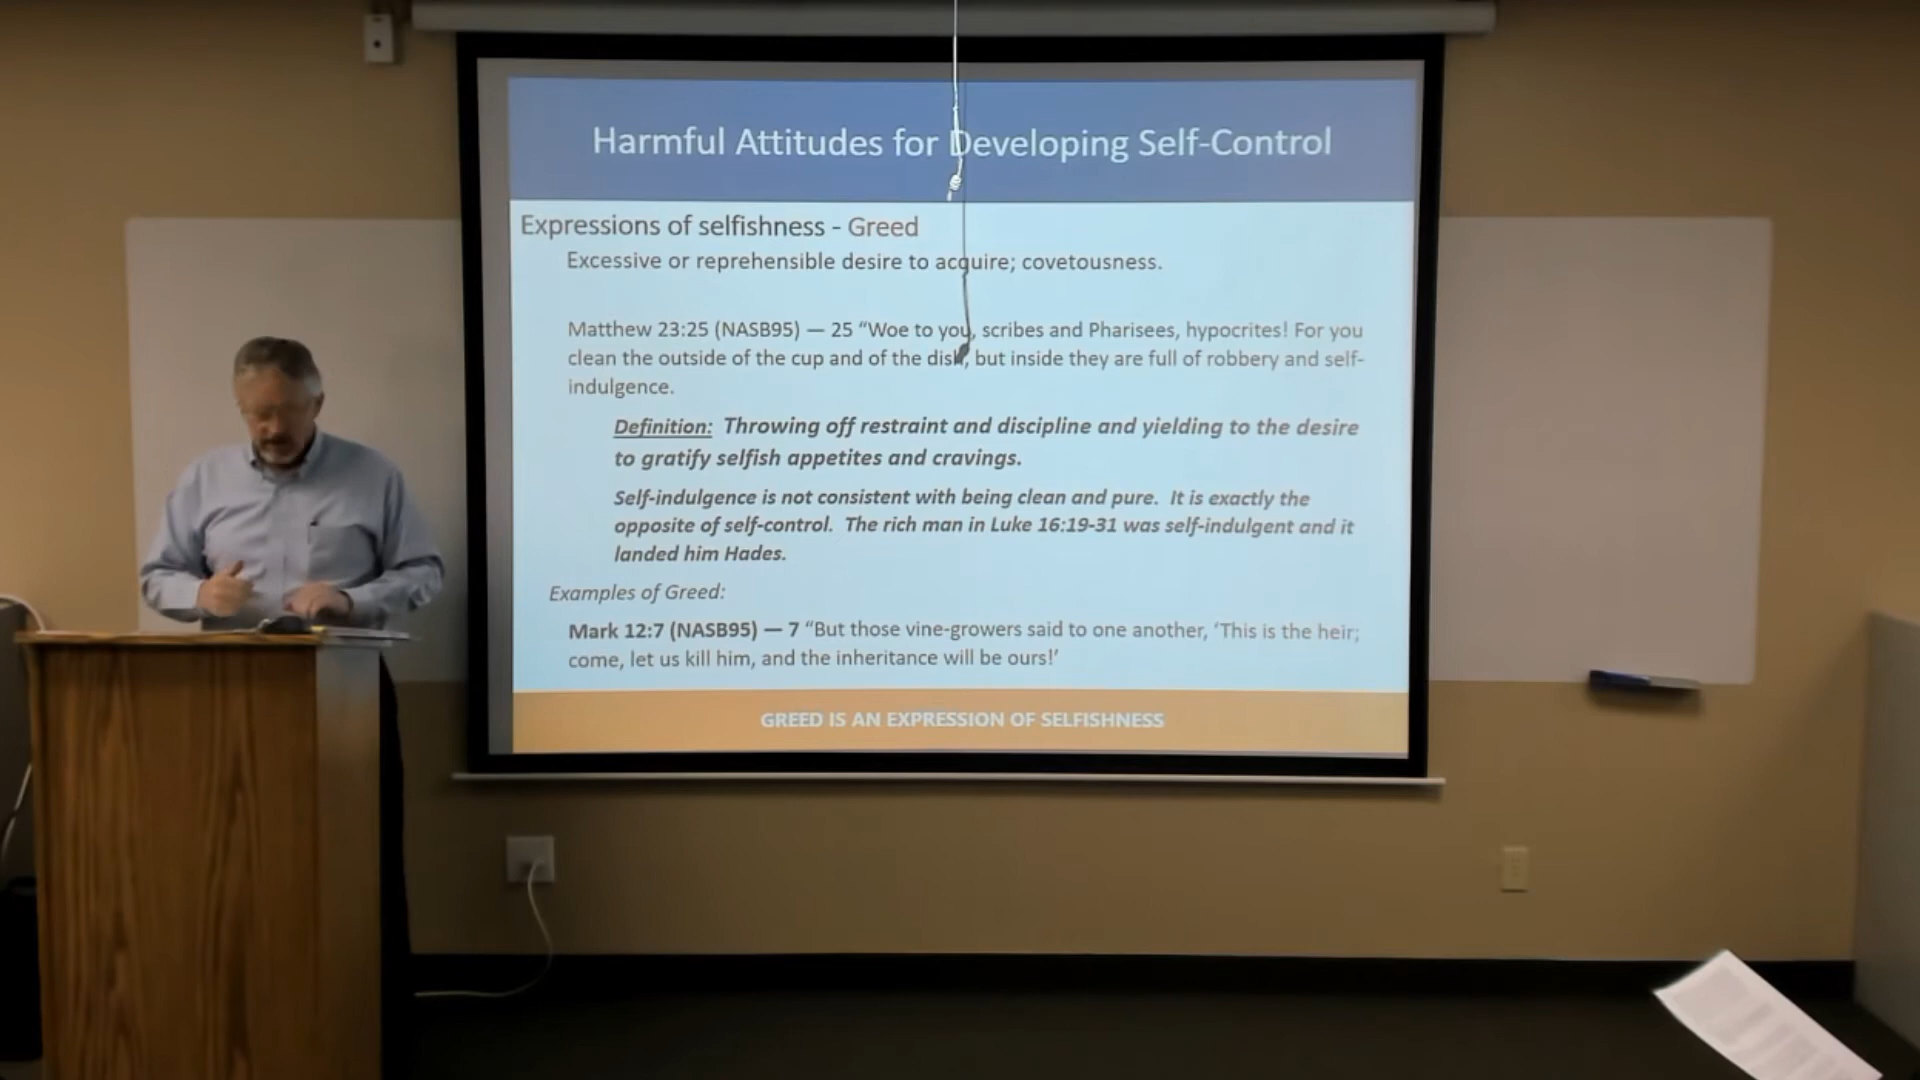 Harmful Attitudes for Developing Self-Control
Expressions of selfishness - Greed
Excessive or reprehensible desire to acquire; covetousness.
Matthew 23:25 (NASB95) — 25 “Woe to you, scribes and Pharisees, hypocrites! For you
clean the outside of the cup and of the dish, but inside they are full of robbery and self-
indulgence.
Definition: Throwing off restraint and discipline and yielding to the desire
to gratify selfish appetites and cravings.
Self-indulgence is not consistent with being clean and pure. It is exactly the
opposite of self-control. The rich man in Luke 16:19-31 was self-indulgent and it
landed him Hades.
Examples of Greed:
Mark 12:7 (NASB95) — 7 “But those vine-growers said to one another, ‘This is the heir;
come, let us kill him, and the inheritance will be ours!’
GREED IS AN EXPRESSION OF SELFISHNESS